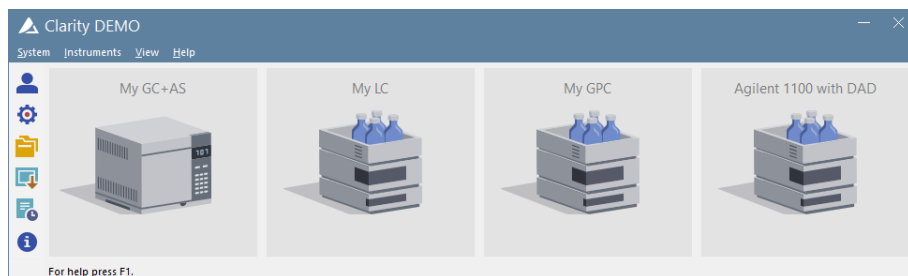 Clarity DEMO
System Instruments View Help
My GC+AS My LC My GPC Agilent 1100 with DAD
107
For help press F1.